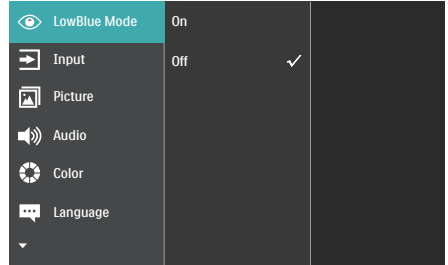 LowBlue Mode
On
Input
Off
Picture
Audio
Color
Language